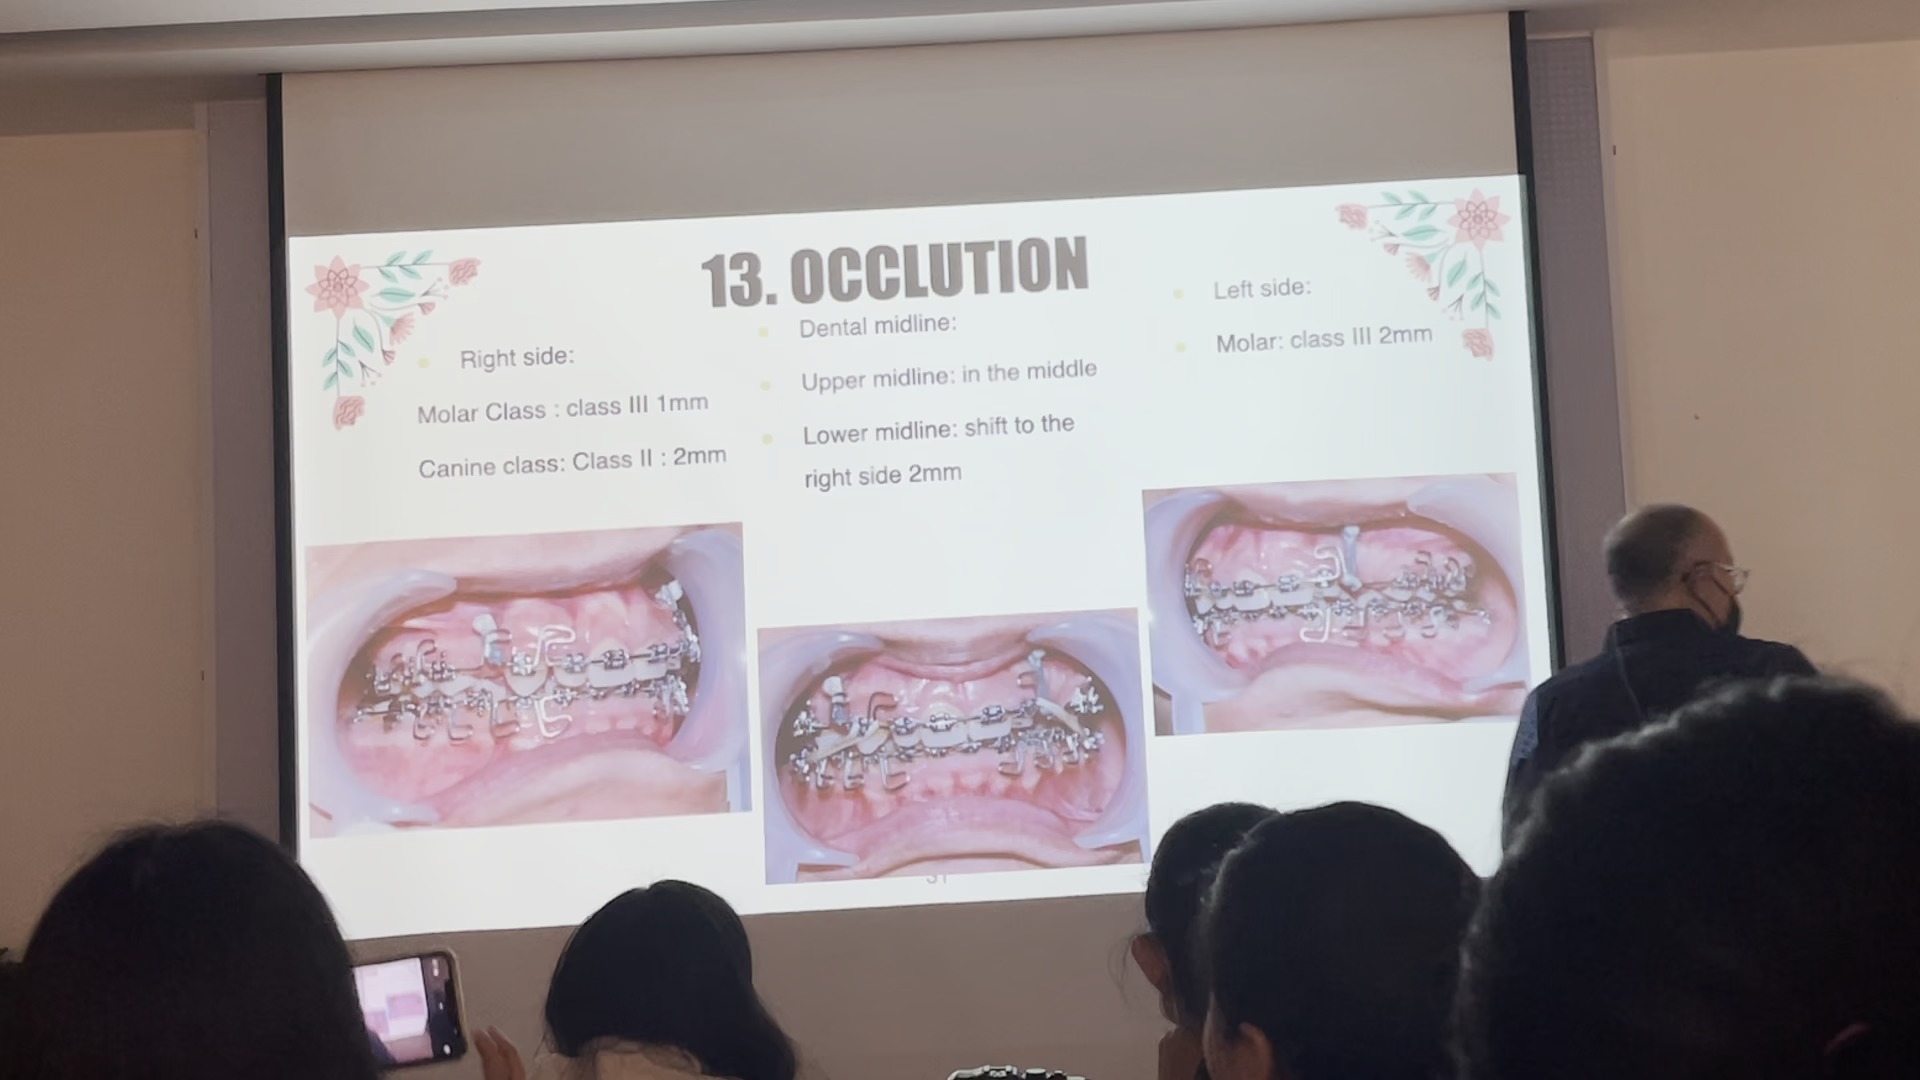 13. OCCLUTION
Right side:
Molar Class : class III 1mm
Canine class: Class II : 2mm
Dental midline:
Upper midline: in the middle
Lower midline: shift to the
right side 2mm
Left side:
Molar: class III 2mm